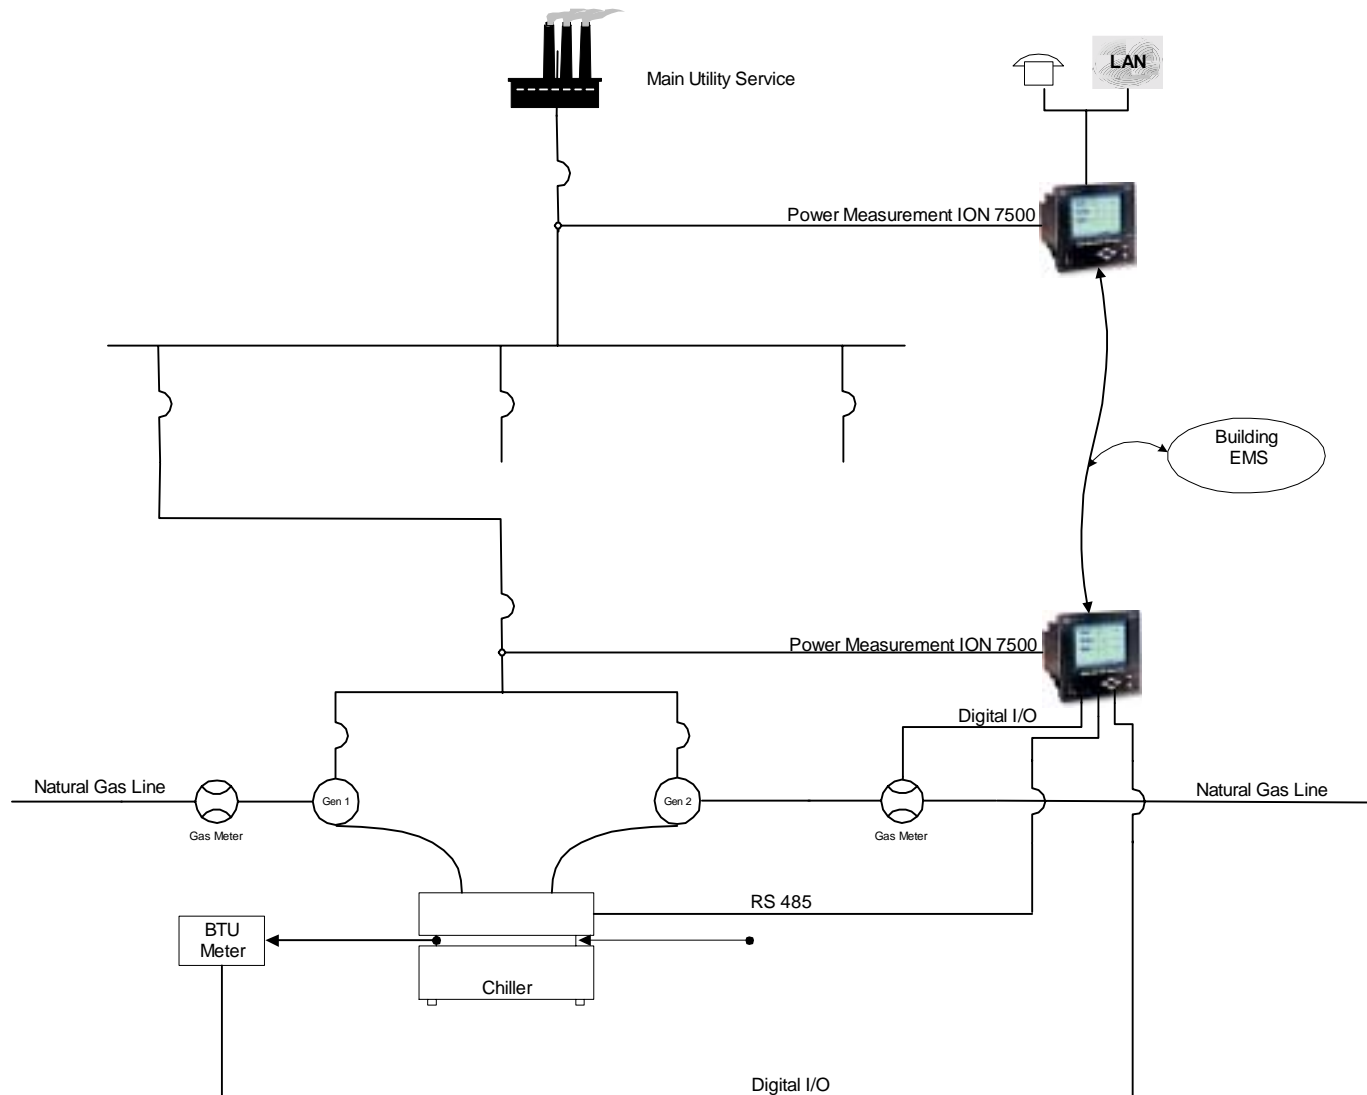 Main Utility Service
LAN
Power Measurement ION 7500
Building
EMS
Power Measurement ION 7500
Digital I/O
Natural Gas Line
Gen 1
Gen 2
Natural Gas Line
Gas Meter
Gas Meter
RS 485
BTU
Meter
Chiller
Digital I/O